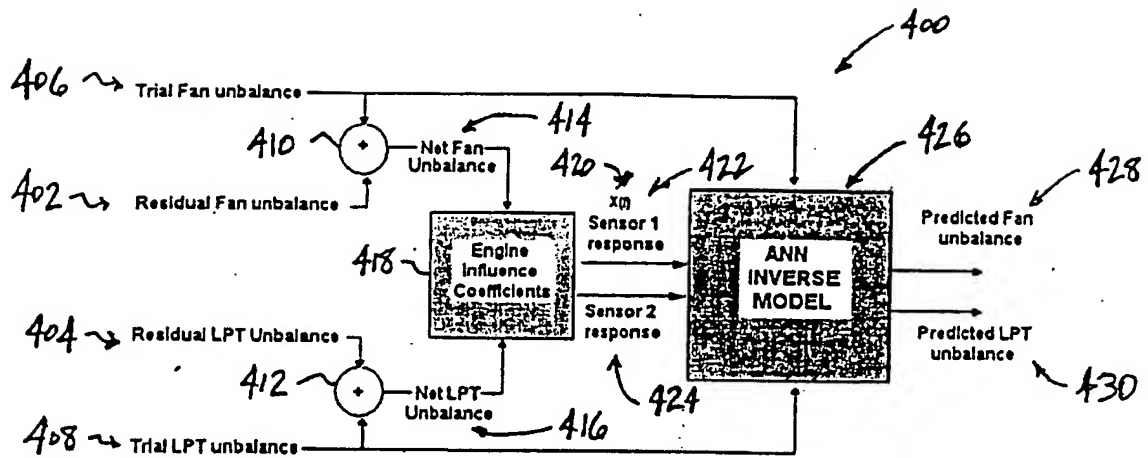 400
406 Trial Fan unbalance
410 + Net Fan 414
Unbalance
402 Residual Fan unbalance
420 422
Sensor 1
response
426
428
Predicted Fan
unbalance
418 Engine
Influence
Coefficients
ANN
INVERSE
MODEL
Sensor 2
response
424
404 Residual LPT Unbalance
412 + Net LPT
Unbalance
416
Predicted LPT
unbalance
430
408 Trial LPT unbalance